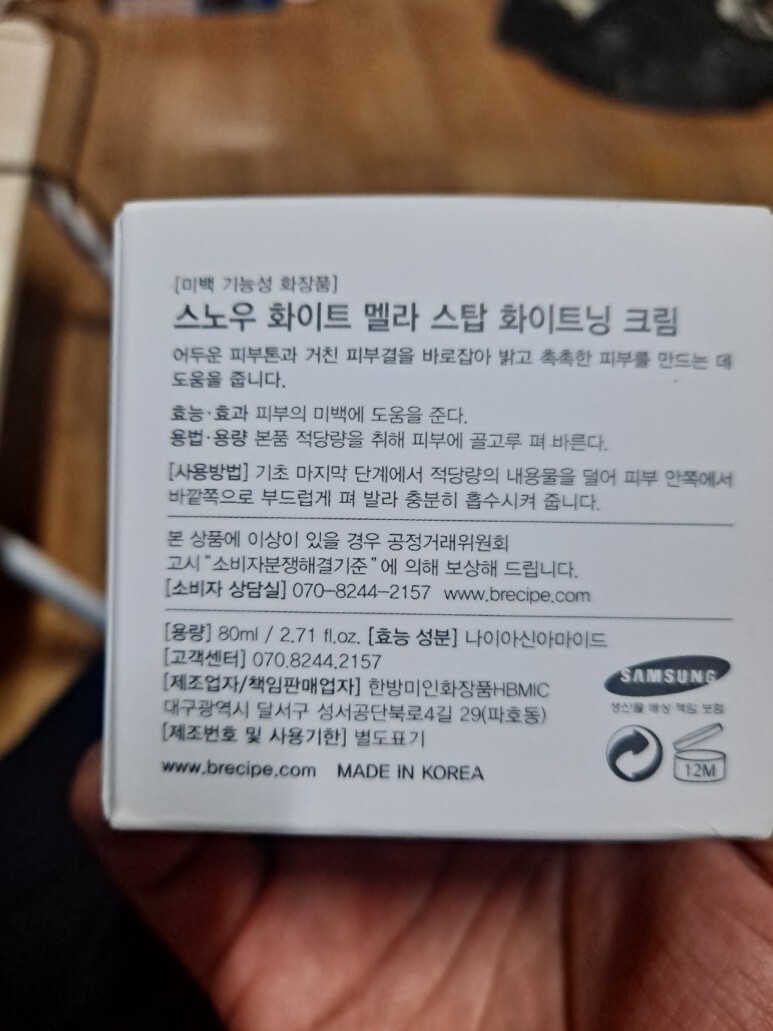 [미백 기능성 화장품]
스노우 화이트 멜라 스탑 화이트닝 크림
어두운 피부톤과 거친 피부결을 바로잡아 밝고 촉촉한 피부를 만드는 데
도움을 줍니다.
효능·효과 피부의 미백에 도움을 준다.
용법·용량 본품 적당량을 취해 피부에 골고루 펴 바른다.
[사용방법] 기초 마지막 단계에서 적당량의 내용물을 덜어 피부 안쪽에서
바깥쪽으로 부드럽게 펴 발라 충분히 흡수시켜 줍니다.
본 상품에 이상이 있을 경우 공정거래위원회
고시 “소비자분쟁해결기준” 에 의해 보상해 드립니다.
[소비자 상담실] 070-8244-2157 www.brecipe.com
[용량] 80ml / 2.71 fl.oz. [효능 성분] 나이아신아마이드
[고객센터] 070.8244.2157
[제조업자/책임판매업자] 한방미인화장품HBMIC
대구광역시 달서구 성서공단북로4길 29(파호동)
[제조번호 및 사용기한] 별도표기
www.brecipe.com MADE IN KOREA
SAMSUNG
생산물 배상 책임 보험
12M